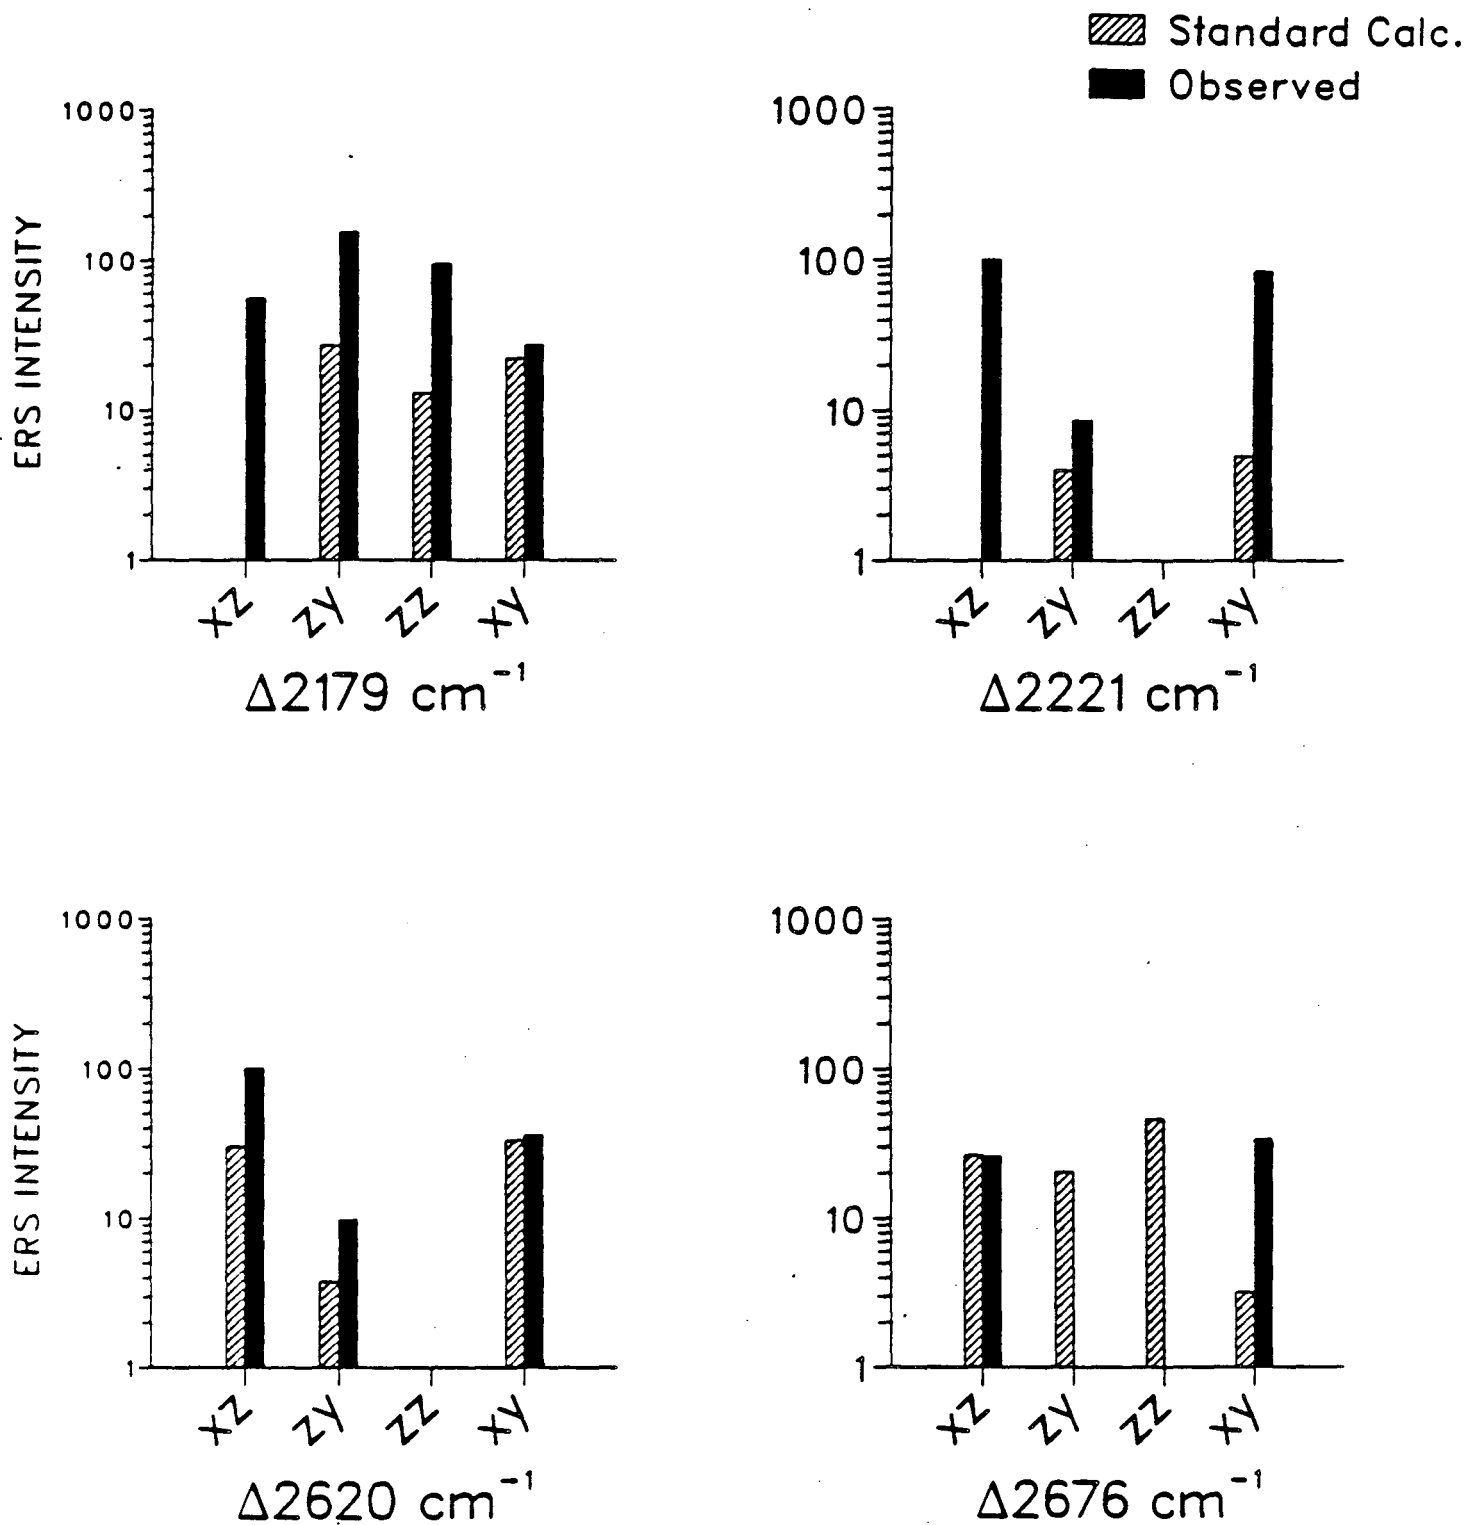 Standard Calc.
Observed
ERS INTENSITY
1000
100
10
1
xz zy zz xy
Δ2179 cm⁻¹
1000
100
10
1
xz zy zz xy
Δ2221 cm⁻¹
ERS INTENSITY
1000
100
10
1
xz zy zz xy
Δ2620 cm⁻¹
1000
100
10
1
xz zy zz xy
Δ2676 cm⁻¹